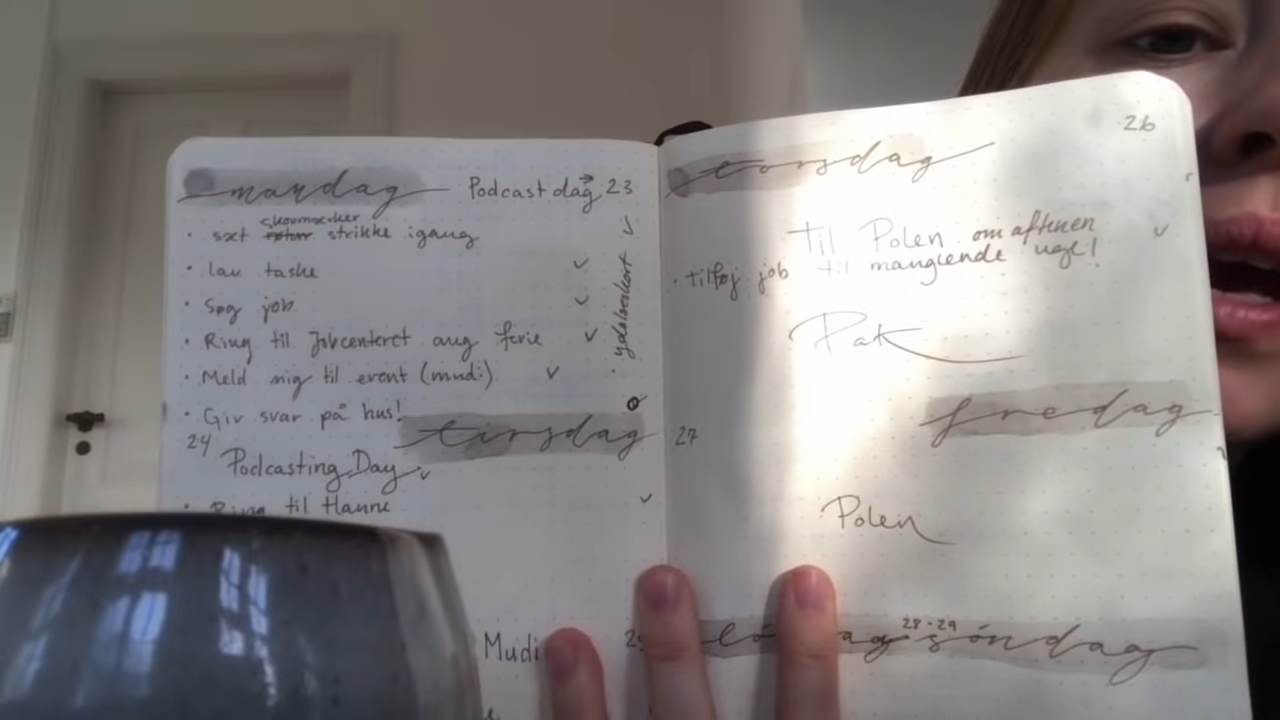 mandag Podcast dag → 23
skoumærker
· sæt retur strikke igang
· lav taske ✓
· Søg job ✓
· Ring til Jobcenteret ang ferie ✓
· Meld mig til event (mudi) ✓
· Giv svar på hus!
24 tirsdag
Podcasting Day ✓
· Ring til Hanne ✓
Mudi
torsdag 26
Til Polen om aftenen ✓
· tilføj job til manglende uge!
Pak
fredag
27
Polen
28-29
søndag